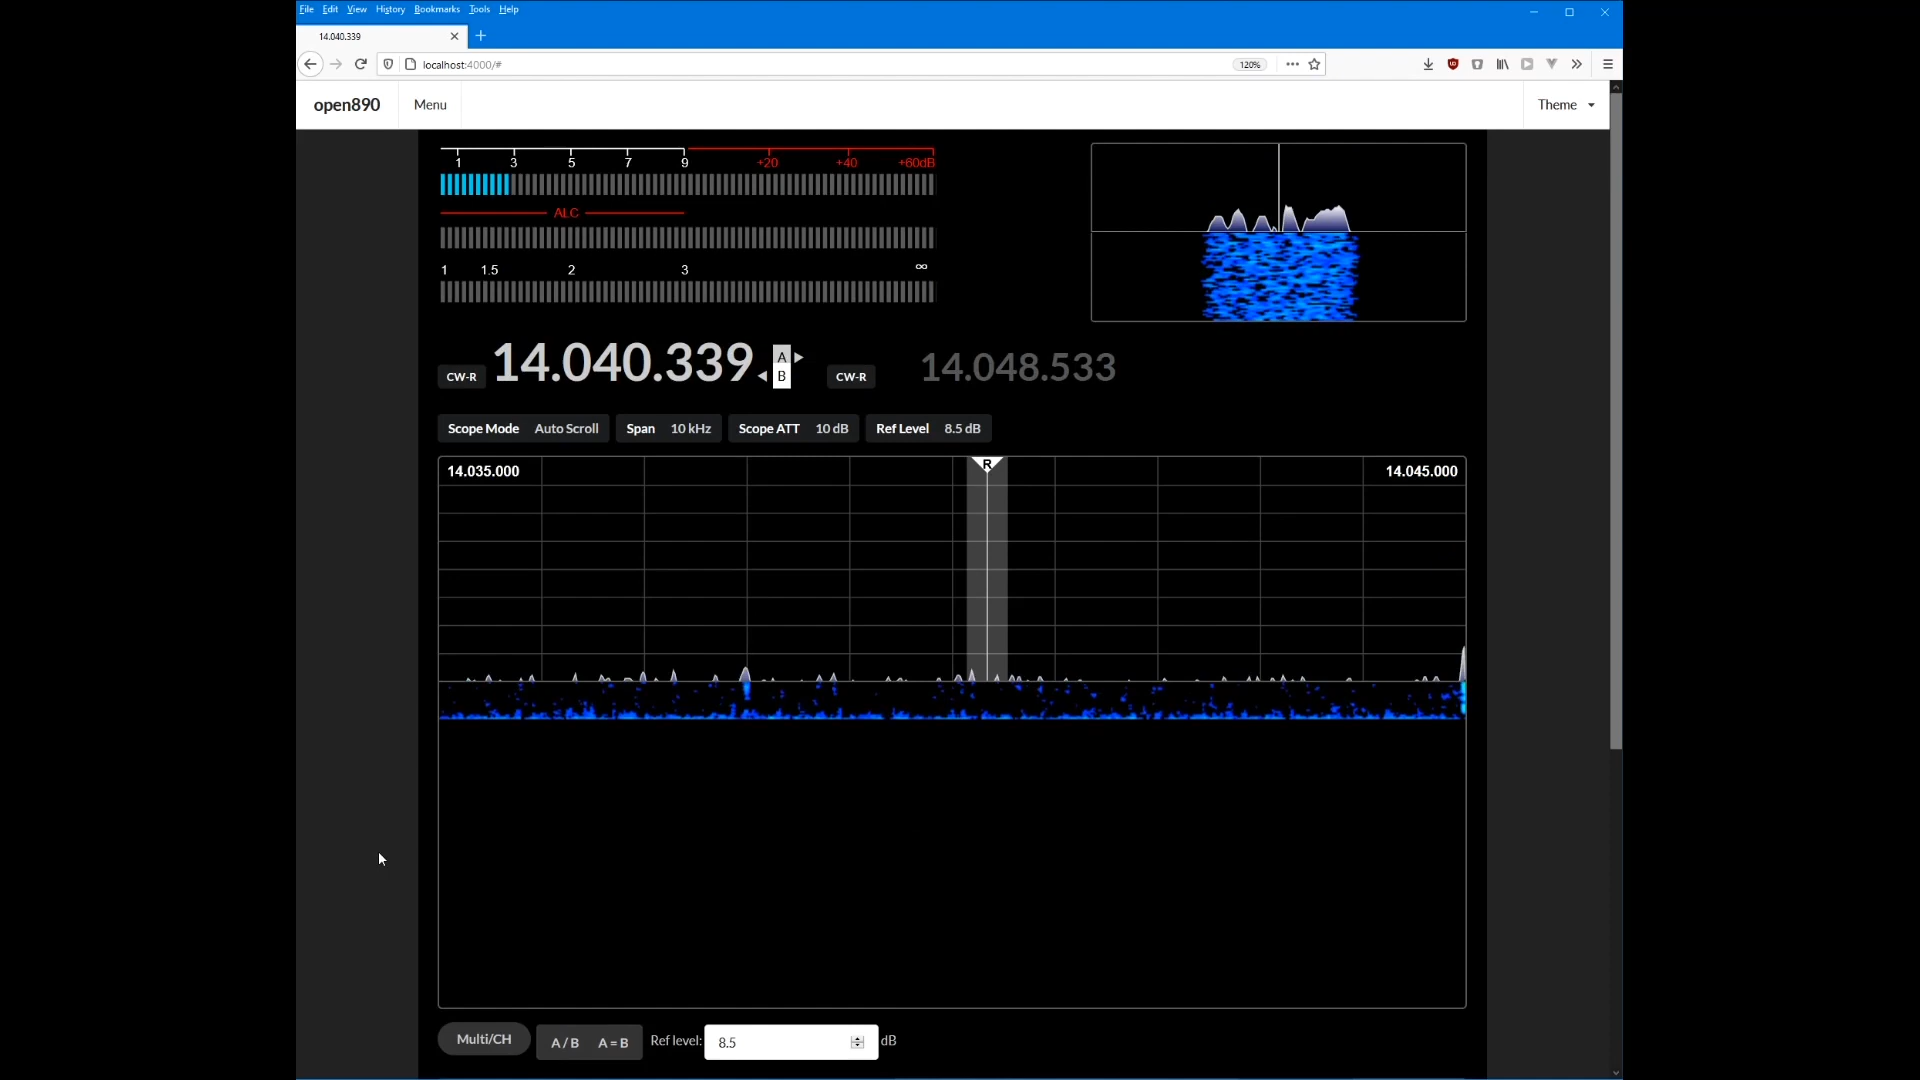 File Edit View History Bookmarks Tools Help
14.040.339
localhost:4000/#
120%
open890 Menu Theme
1 3 5 7 9 +20 +40 +60dB
ALC
1 1.5 2 3 ∞
CW-R 14.040.339 A B CW-R 14.048.533
Scope Mode Auto Scroll Span 10 kHz Scope ATT 10 dB Ref Level 8.5 dB
14.035.000 R 14.045.000
Multi/CH A / B A = B Ref level: 8.5 dB